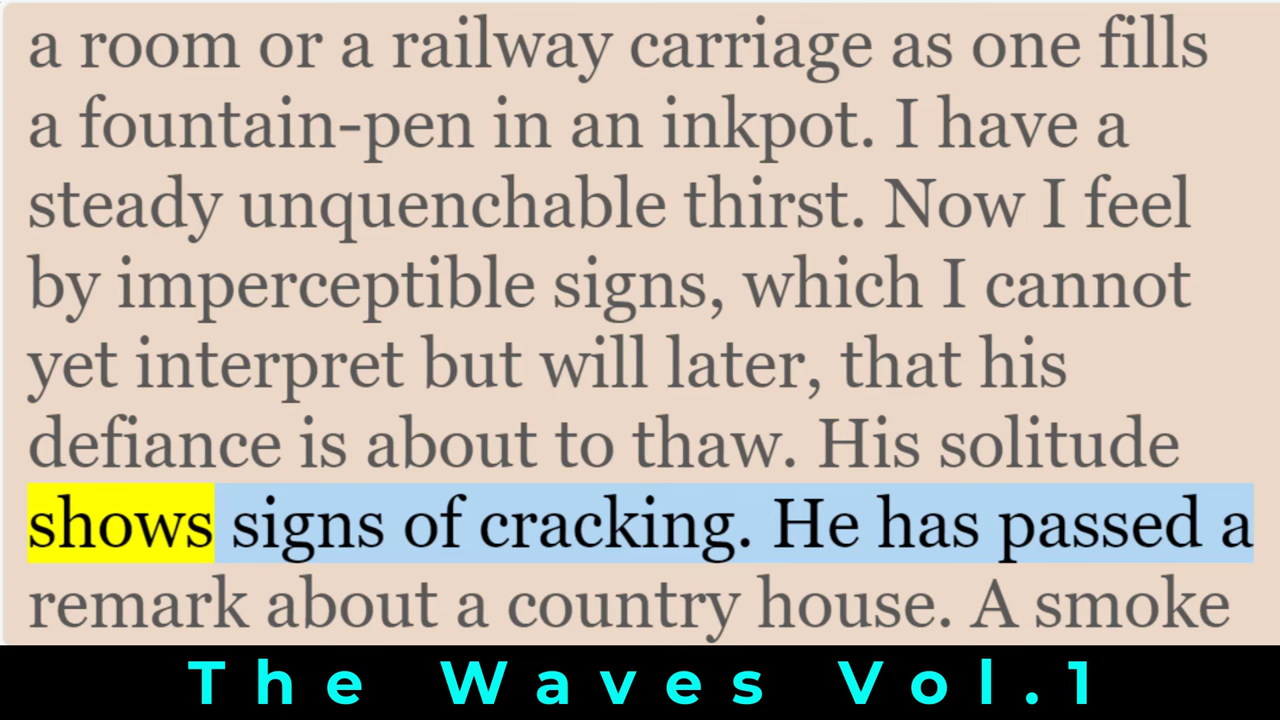 a room or a railway carriage as one fills
a fountain-pen in an inkpot. I have a
steady unquenchable thirst. Now I feel
by imperceptible signs, which I cannot
yet interpret but will later, that his
defiance is about to thaw. His solitude
shows signs of cracking. He has passed a
remark about a country house. A smoke
The Waves Vol.1